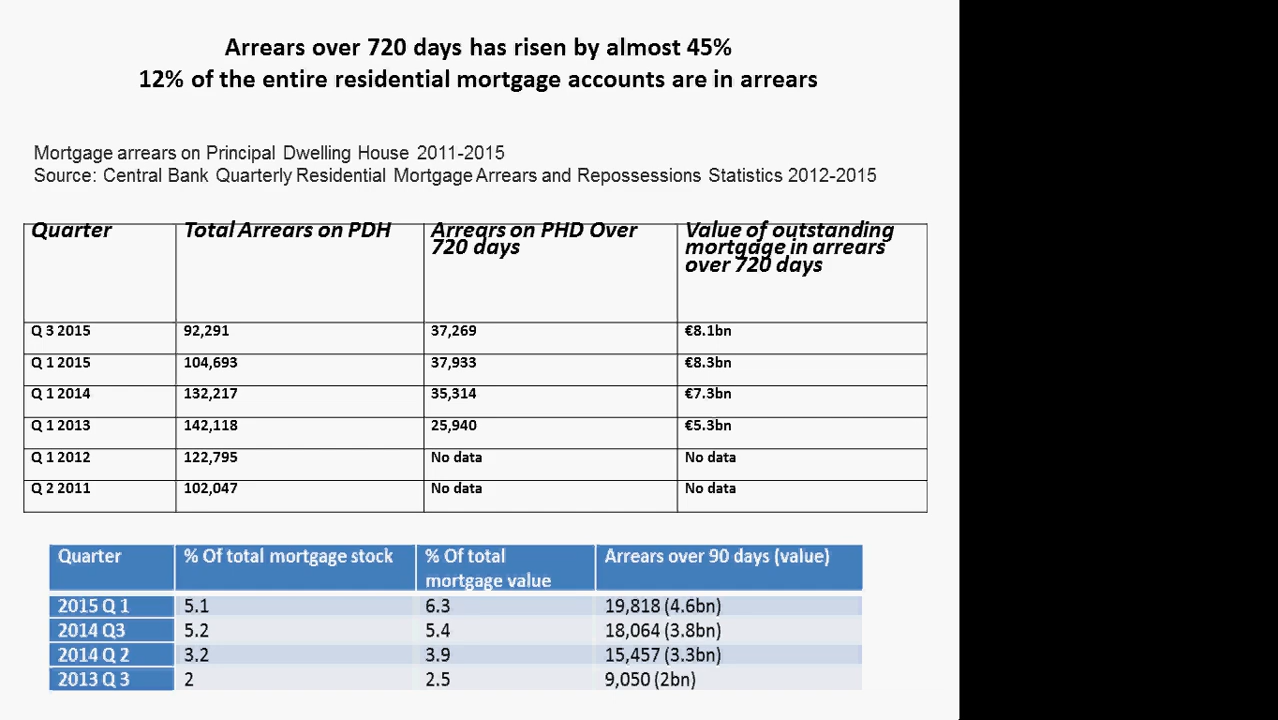 Arrears over 720 days has risen by almost 45%
12% of the entire residential mortgage accounts are in arrears
Mortgage arrears on Principal Dwelling House 2011-2015
Source: Central Bank Quarterly Residential Mortgage Arrears and Repossessions Statistics 2012-2015
Quarter Total Arrears on PDH Arrears on PHD Over 720 days Value of outstanding mortgage in arrears over 720 days
Q 3 2015 92,291 37,269 €8.1bn
Q 1 2015 104,693 37,933 €8.3bn
Q 1 2014 132,217 35,314 €7.3bn
Q 1 2013 142,118 25,940 €5.3bn
Q 1 2012 122,795 No data No data
Q 2 2011 102,047 No data No data
Quarter % Of total mortgage stock % Of total mortgage value Arrears over 90 days (value)
2015 Q 1 5.1 6.3 19,818 (4.6bn)
2014 Q3 5.2 5.4 18,064 (3.8bn)
2014 Q 2 3.2 3.9 15,457 (3.3bn)
2013 Q 3 2 2.5 9,050 (2bn)